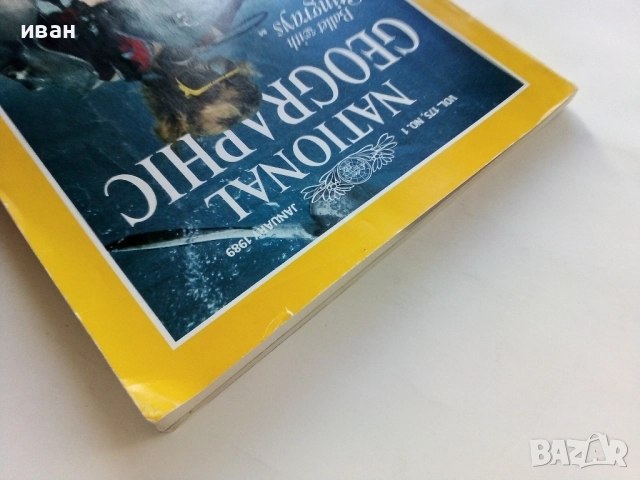 иван
VOL. 175, NO. 1
JANUARY 1989
NATIONAL
GEOGRAPHIC
Ballet with
Stingrays
BAZAR